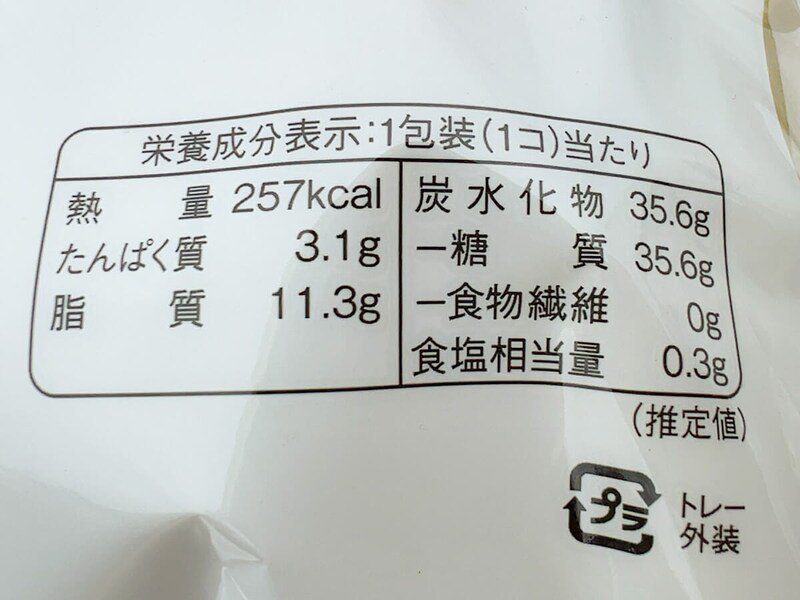 栄養成分表示:1包装(1コ)当たり
熱量 257kcal
たんぱく質 3.1g
脂質 11.3g
炭水化物 35.6g
−糖質 35.6g
−食物繊維 0g
食塩相当量 0.3g
(推定値)
プラ
トレー
外装